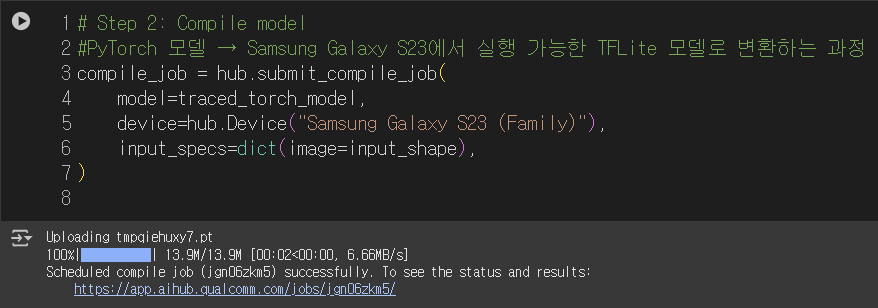 1 # Step 2: Compile model
2 #PyTorch 모델 → Samsung Galaxy S23에서 실행 가능한 TFLite 모델로 변환하는 과정
3 compile_job = hub.submit_compile_job(
4     model=traced_torch_model,
5     device=hub.Device("Samsung Galaxy S23 (Family)"),
6     input_specs=dict(image=input_shape),
7 )
8
Uploading tmpqiehuxy7.pt
100%|██████████| 13.9M/13.9M [00:02<00:00, 6.66MB/s]
Scheduled compile job (jgn06zkm5) successfully. To see the status and results:
    https://app.aihub.qualcomm.com/jobs/jgn06zkm5/